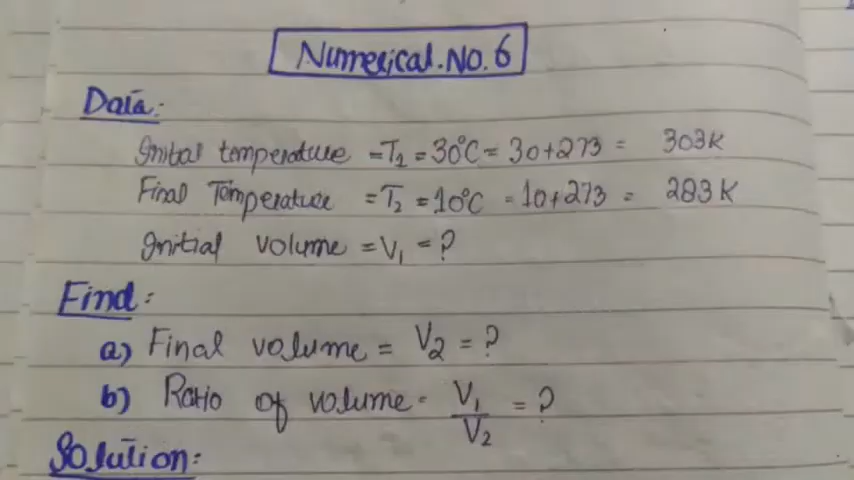 Numerical.No.6
Data:
Initial temperature = T₁ = 30°C = 30+273 = 303K
Final Temperature = T₂ = 10°C = 10+273 = 283K
Initial volume = V₁ = ?
Find:
a) Final volume = V₂ = ?
b) Ratio of volume = V₁/V₂ = ?
Solution: